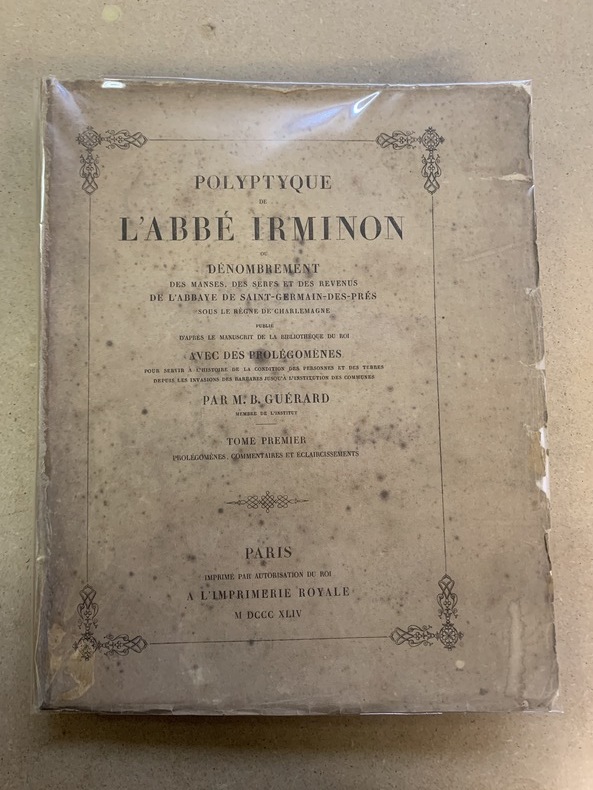 POLYPTYQUE
DE
L'ABBÉ IRMINON
OU
DÉNOMBREMENT
DES MANSES, DES SERFS ET DES REVENUS
DE L'ABBAYE DE SAINT-GERMAIN-DES-PRÉS
SOUS LE RÈGNE DE CHARLEMAGNE
PUBLIÉ
D'APRÈS LE MANUSCRIT DE LA BIBLIOTHÈQUE DU ROI
AVEC DES PROLÉGOMÈNES
POUR SERVIR À L'HISTOIRE DE LA CONDITION DES PERSONNES ET DES TERRES
DEPUIS LES INVASIONS DES BARBARES JUSQU'À L'INSTITUTION DES COMMUNES
PAR M. B. GUÉRARD
MEMBRE DE L'INSTITUT
TOME PREMIER
PROLÉGOMÈNES, COMMENTAIRES ET ÉCLAIRCISSEMENTS
PARIS
IMPRIMÉ PAR AUTORISATION DU ROI
A L'IMPRIMERIE ROYALE
M DCCC XLIV